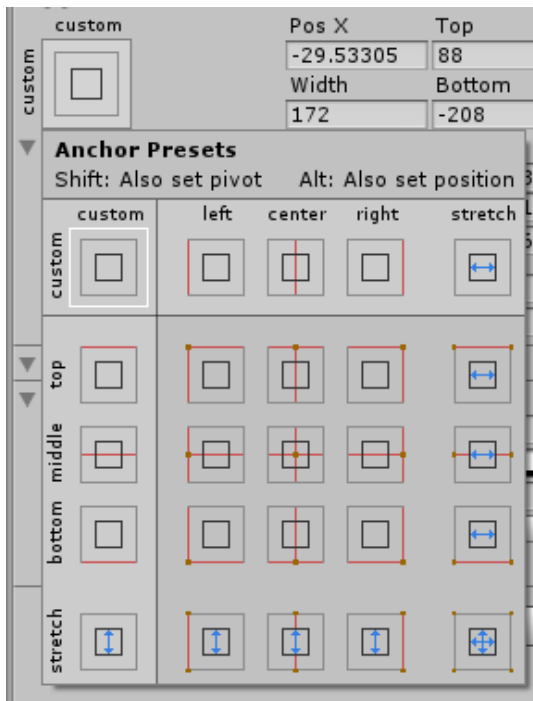 custom Pos X Top
custom -29.53305 88
Width Bottom
172 -208
Anchor Presets
Shift: Also set pivot Alt: Also set position
custom left center right stretch
custom
top
middle
bottom
stretch